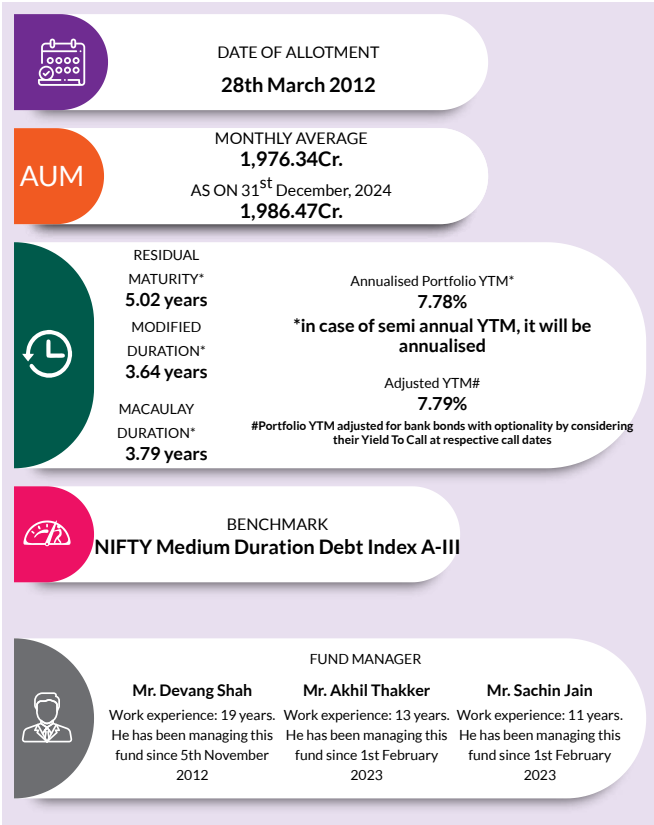 DATE OF ALLOTMENT
28th March 2012
AUM
MONTHLY AVERAGE
1,976.34Cr.
AS ON 31st December, 2024
1,986.47Cr.
RESIDUAL
MATURITY*
5.02 years
MODIFIED
DURATION*
3.64 years
MACAULAY
DURATION*
3.79 years
Annualised Portfolio YTM*
7.78%
*in case of semi annual YTM, it will be
annualised
Adjusted YTM#
7.79%
#Portfolio YTM adjusted for bank bonds with optionality by considering
their Yield To Call at respective call dates
BENCHMARK
NIFTY Medium Duration Debt Index A-III
FUND MANAGER
Mr. Devang Shah
Work experience: 19 years.
He has been managing this
fund since 5th November
2012
Mr. Akhil Thakker
Work experience: 13 years.
He has been managing this
fund since 1st February
2023
Mr. Sachin Jain
Work experience: 11 years.
He has been managing this
fund since 1st February
2023